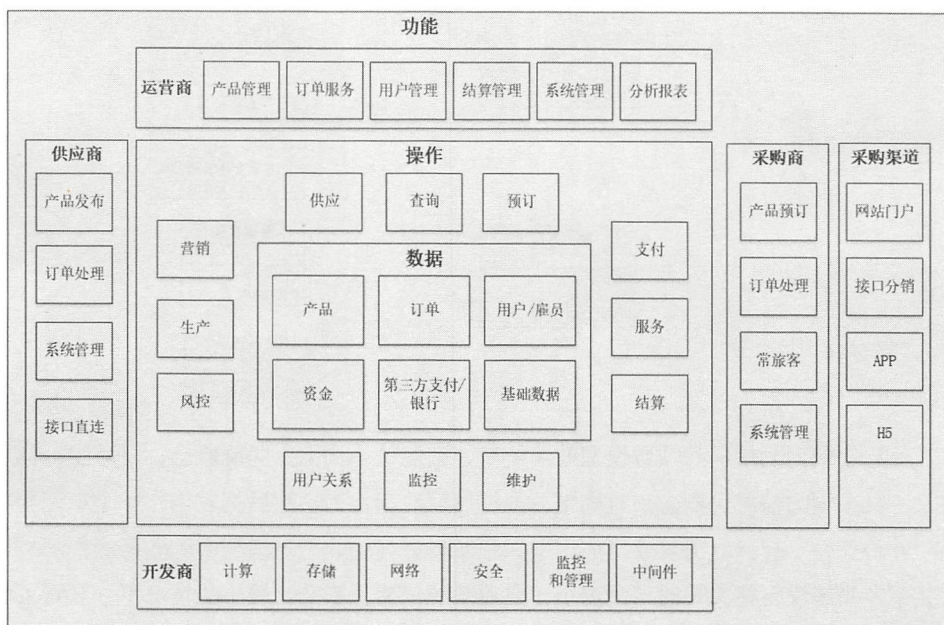 功能
运营商
产品管理
订单服务
用户管理
结算管理
系统管理
分析报表
供应商
产品发布
订单处理
系统管理
接口直连
操作
供应
查询
预订
营销
生产
风控
数据
产品
订单
用户/雇员
资金
第三方支付/
银行
基础数据
支付
服务
结算
用户关系
监控
维护
采购商
产品预订
订单处理
常旅客
系统管理
采购渠道
网站门户
接口分销
APP
H5
开发商
计算
存储
网络
安全
监控
和管理
中间件